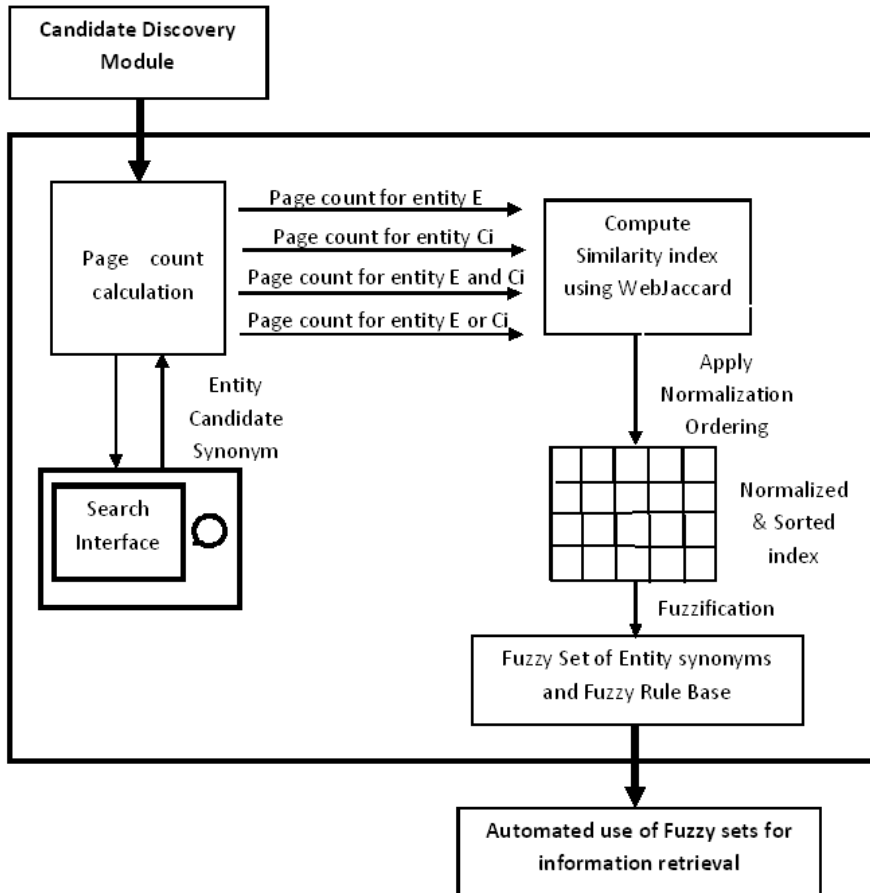 Candidate Discovery
Module
Page count for entity E
Page count for entity Ci
Page count for entity E and Ci
Page count for entity E or Ci
Page count
calculation
Compute
Similarity index
using WebJaccard
Entity
Candidate
Synonym
Apply
Normalization
Ordering
Search
Interface
Normalized
& Sorted
index
Fuzzification
Fuzzy Set of Entity synonyms
and Fuzzy Rule Base
Automated use of Fuzzy sets for
information retrieval